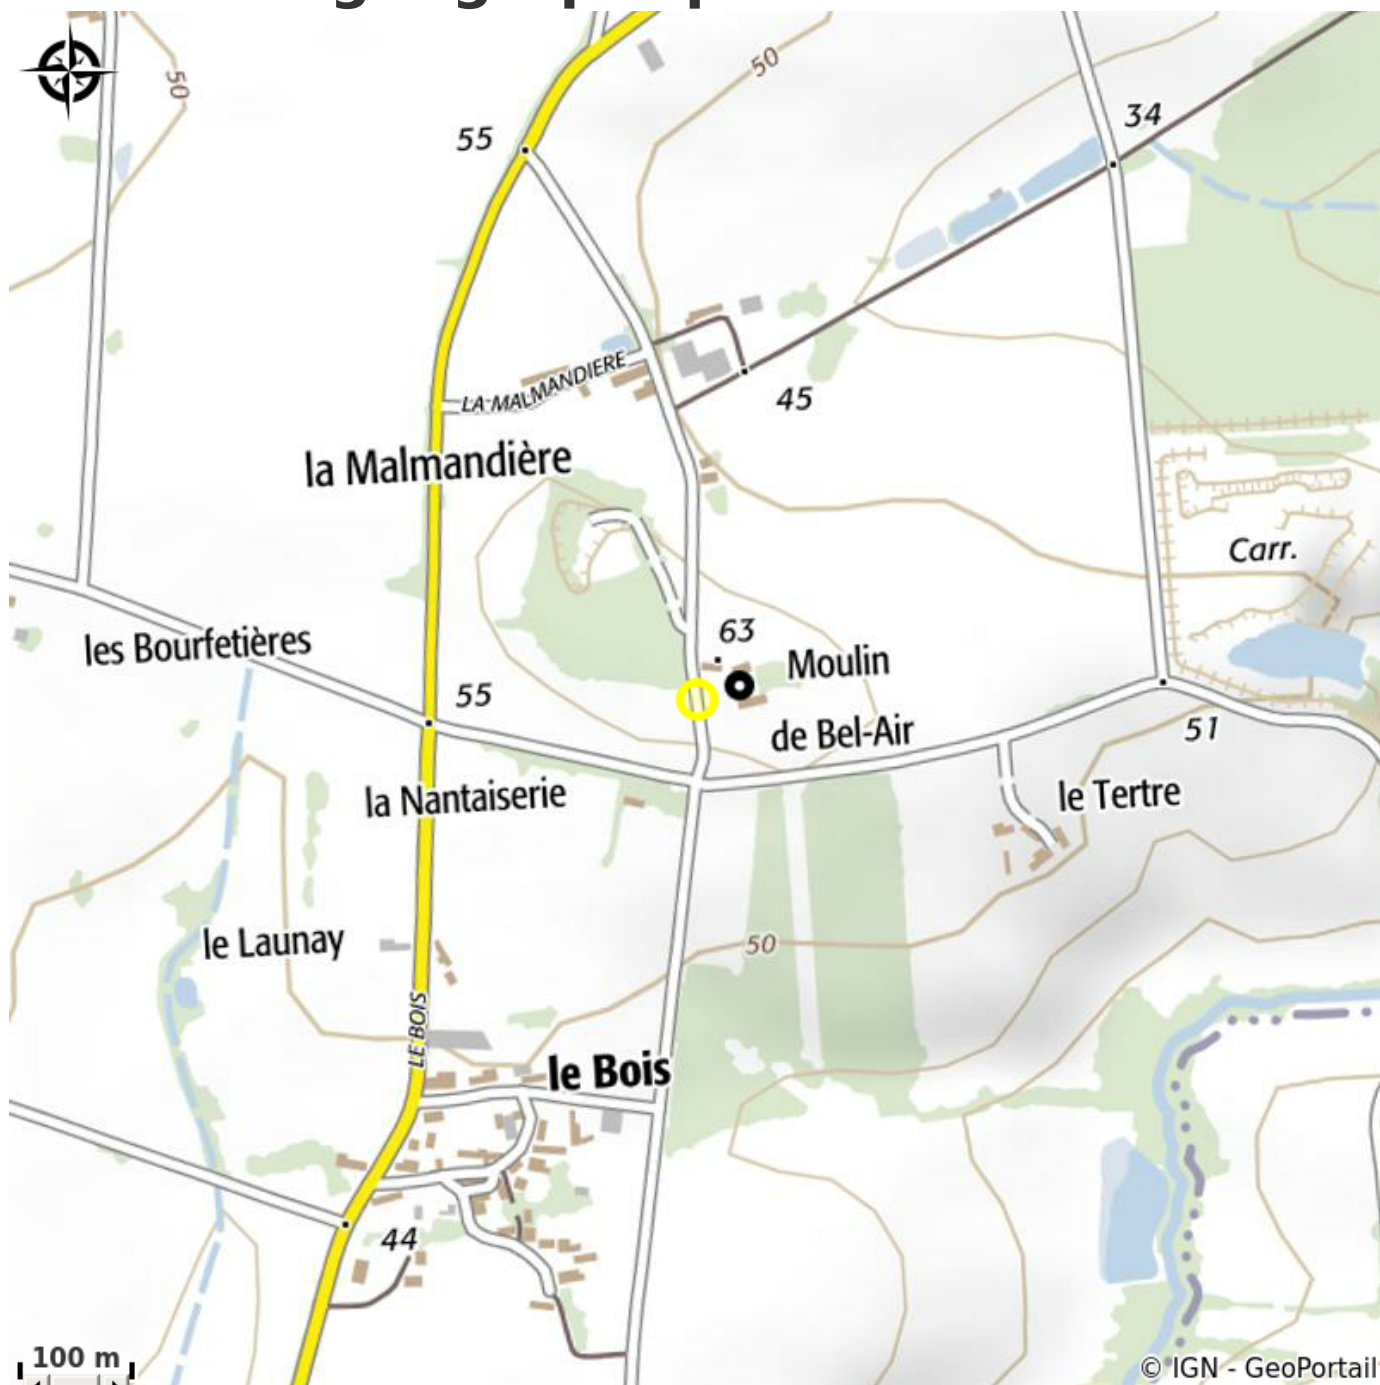 50
50
34
55
LA MALMANDIERE
45
la Malmandière
Carr.
63
les Bourfetières
Moulin
55
de Bel-Air
51
la Nantaiserie
le Tertre
le Launay
50
LE BOIS
le Bois
44
100 m
© IGN - GeoPortail